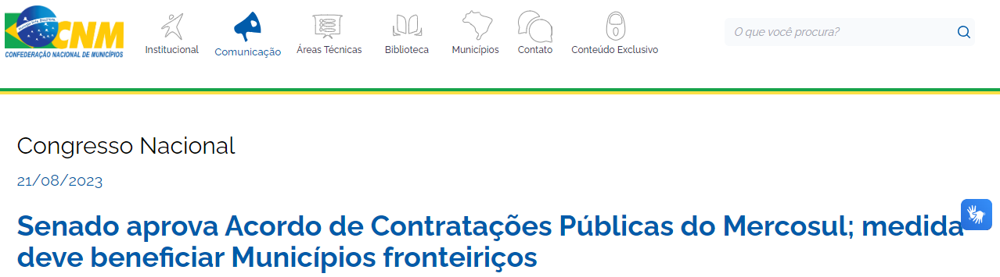 CNM
CONFEDERAÇÃO NACIONAL DE MUNICÍPIOS
Institucional
Comunicação
Áreas Técnicas
Biblioteca
Municípios
Contato
Conteúdo Exclusivo
O que você procura?
Congresso Nacional
21/08/2023
Senado aprova Acordo de Contratações Públicas do Mercosul; medida
deve beneficiar Municípios fronteiriços